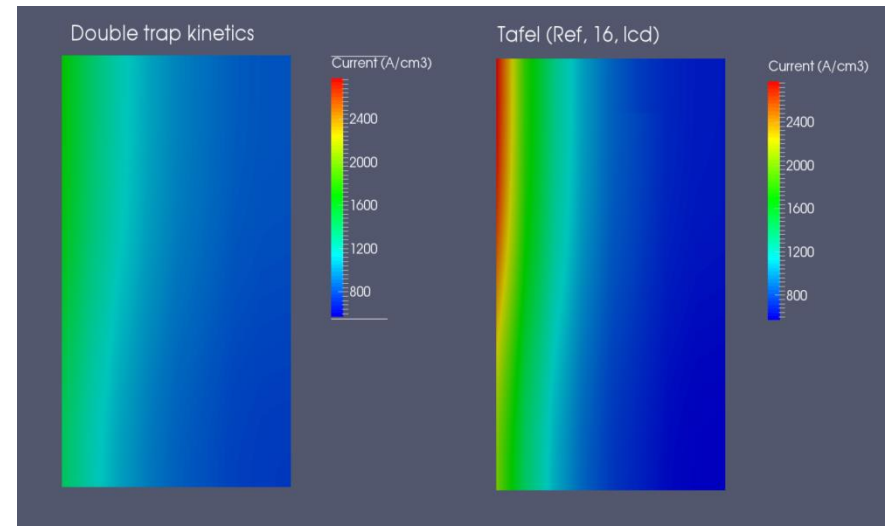 Double trap kinetics
Current (A/cm3)
2400
2000
1600
1200
800
Tafel (Ref, 16, lcd)
Current (A/cm3)
2400
2000
1600
1200
800